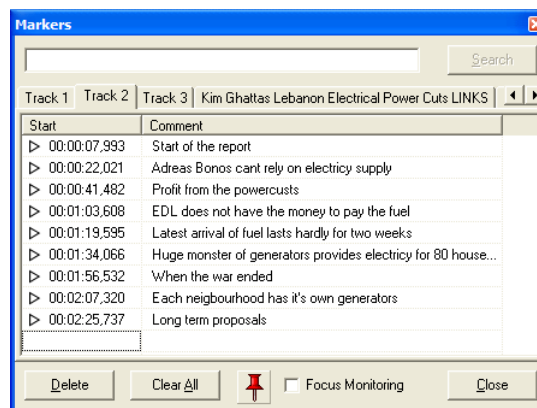 Markers
Search
Track 1 Track 2 Track 3 Kim Ghattas Lebanon Electrical Power Cuts LINKS
Start Comment
00:00:07,993 Start of the report
00:00:22,021 Adreas Bonos cant rely on electricy supply
00:00:41,482 Profit from the powercusts
00:01:03,608 EDL does not have the money to pay the fuel
00:01:19,595 Latest arrival of fuel lasts hardly for two weeks
00:01:34,066 Huge monster of generators provides electricy for 80 house...
00:01:56,532 When the war ended
00:02:07,320 Each neigbourhood has it's own generators
00:02:25,737 Long term proposals
Delete Clear All Focus Monitoring Close